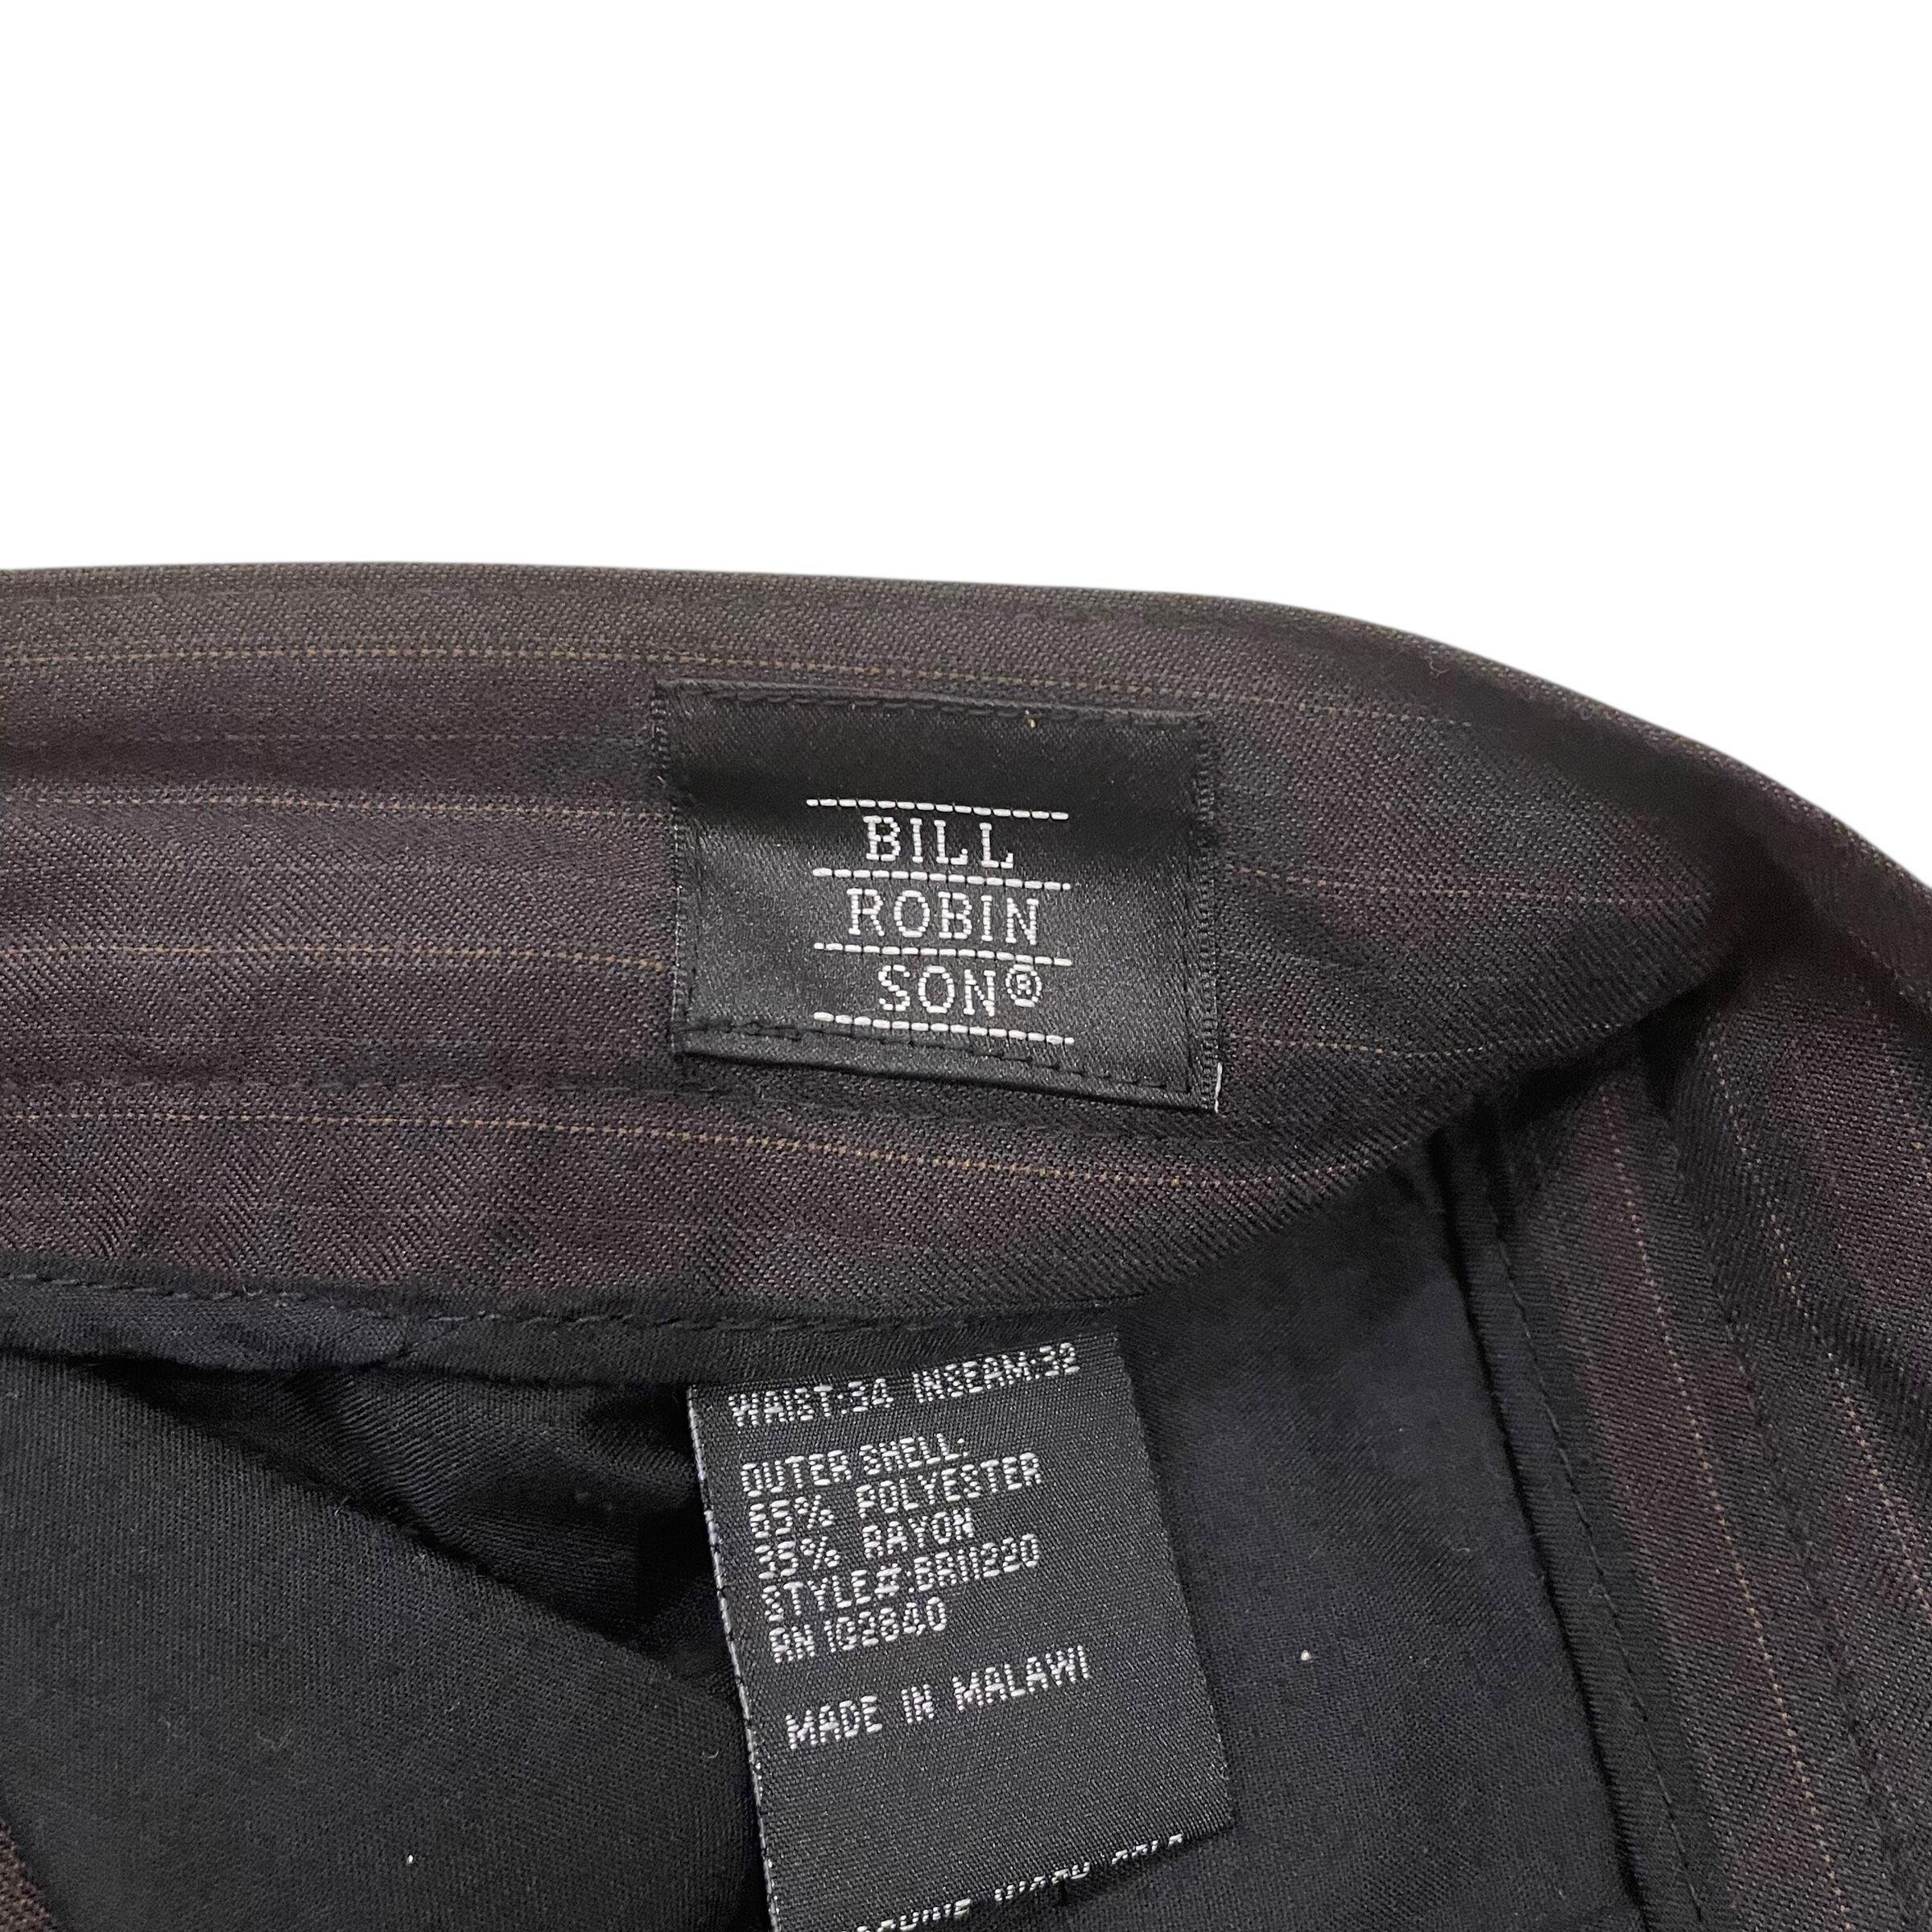 BILL
ROBIN
SON®
WAIST:34 INSEAM:32
OUTER SHELL:
65% POLYESTER
35% RAYON
STYLE#:BR11220
RN 102640
MADE IN MALAWI